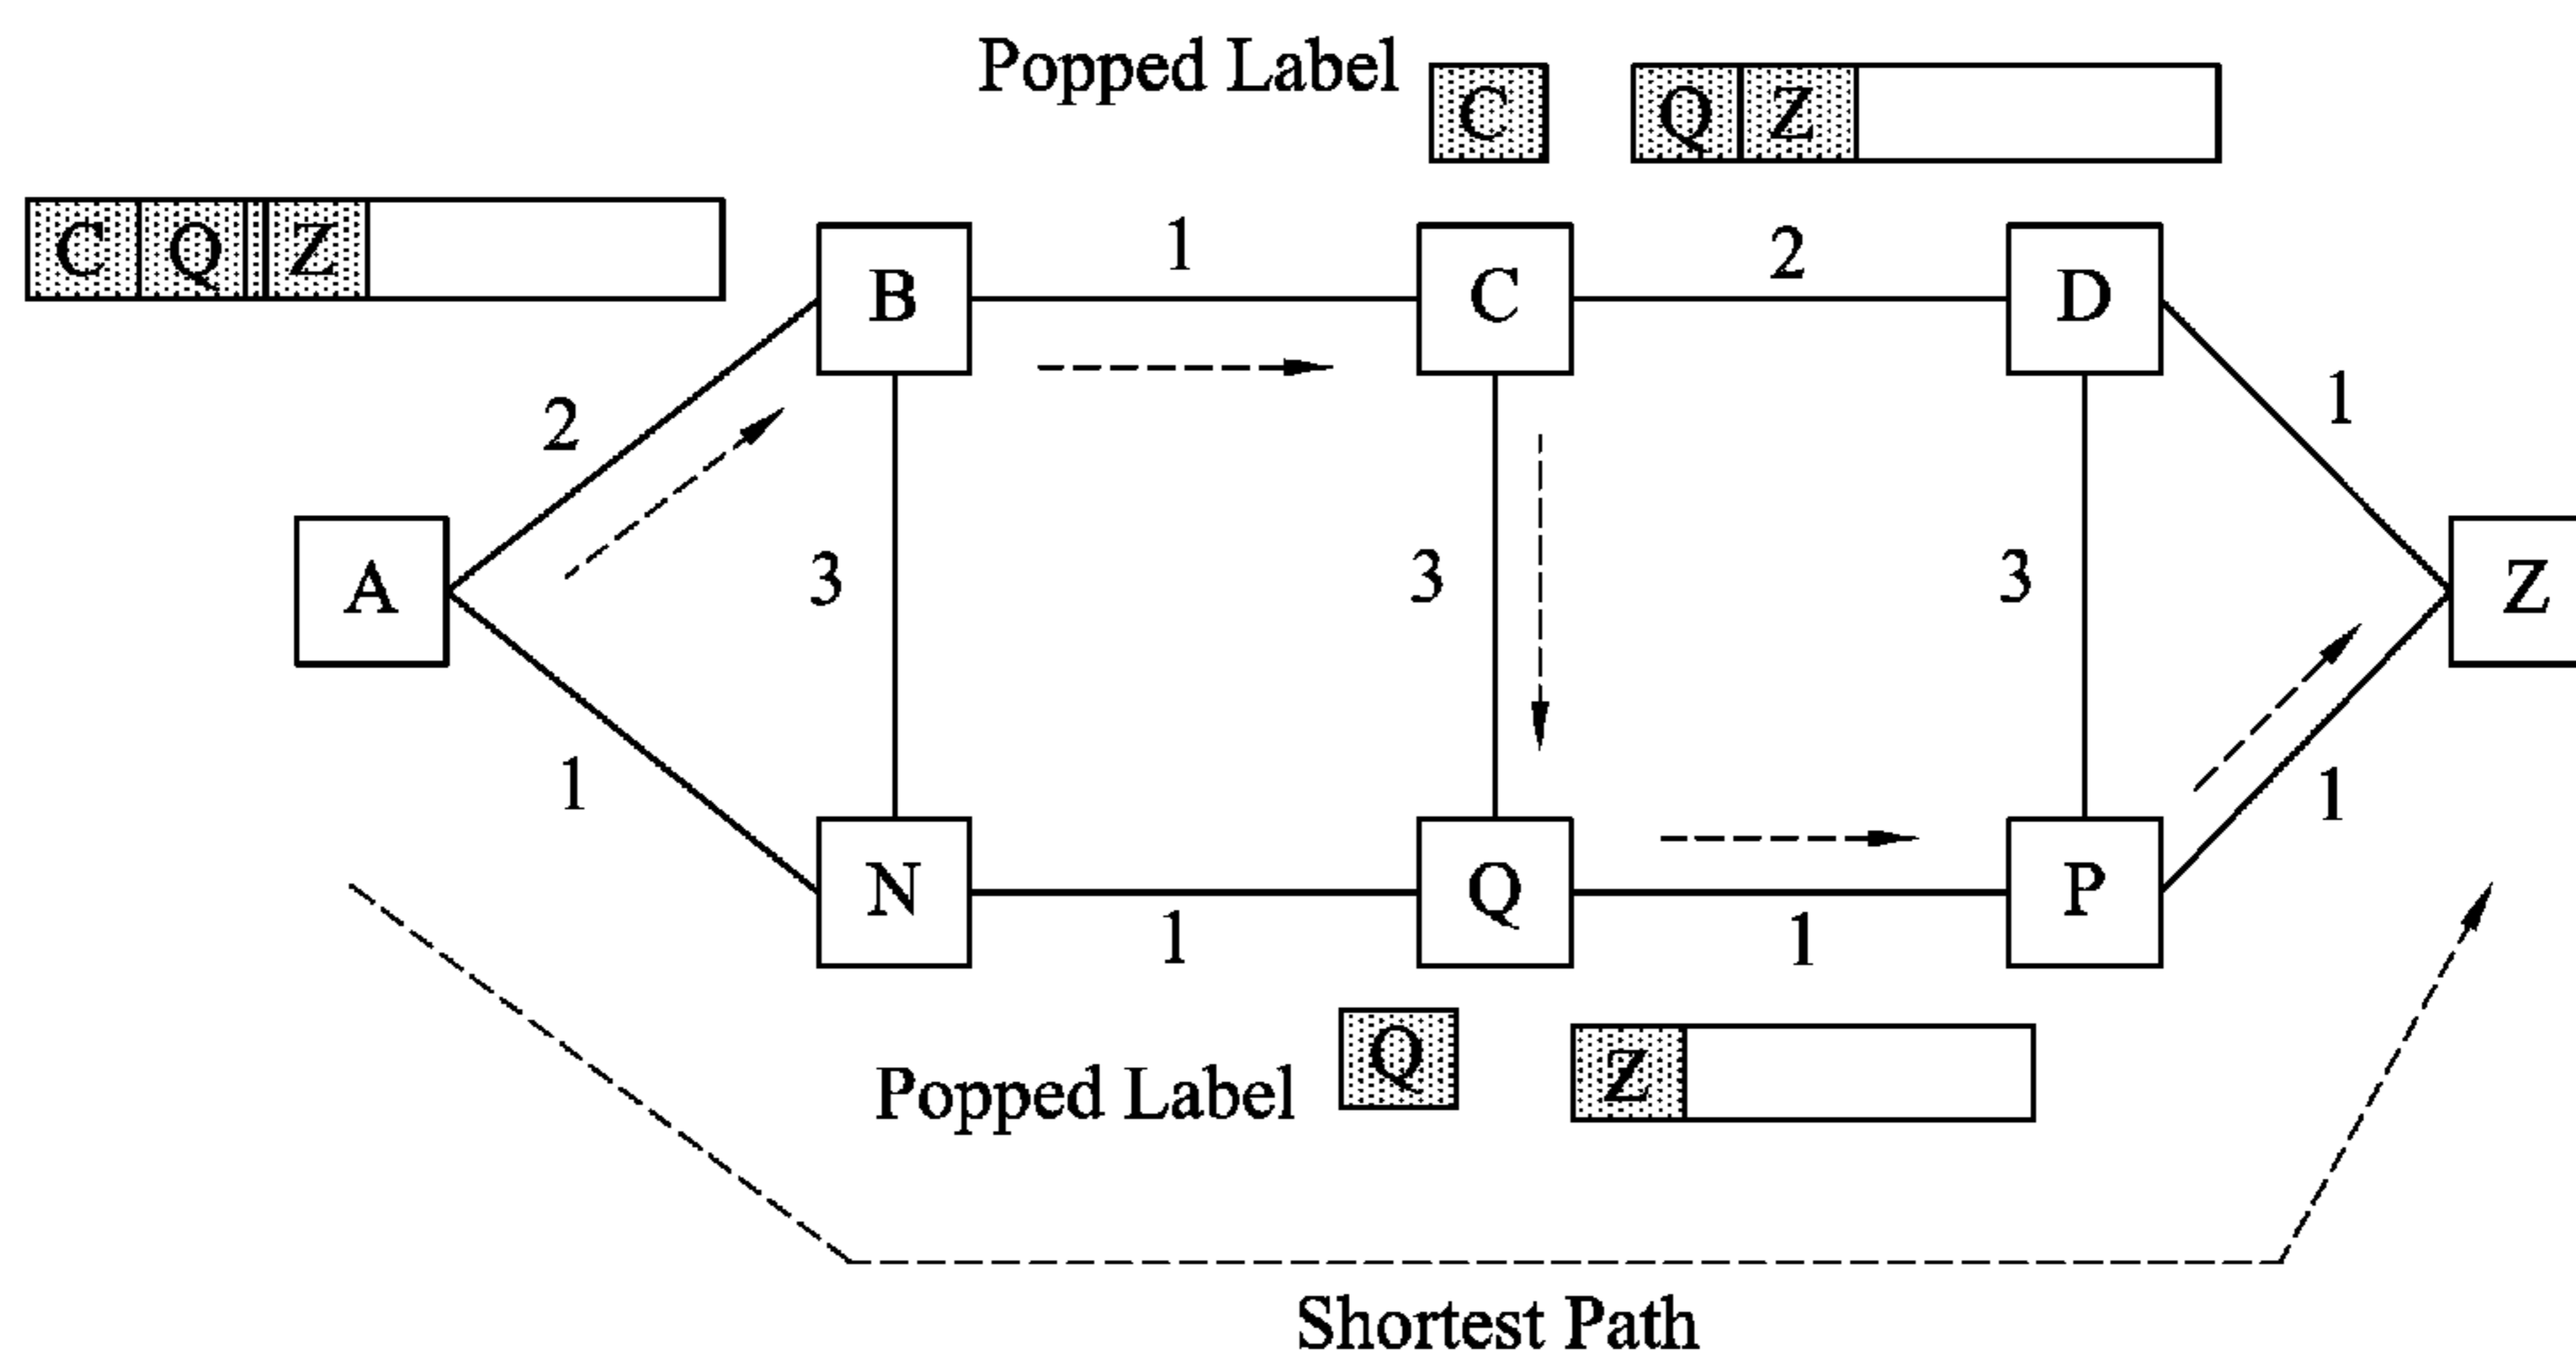 Popped Label C Q Z
C Q Z
B 1 C 2 D
2 1
A 3 3 3 Z
1 1
N Q P
1 1
Popped Label Q Z
Shortest Path